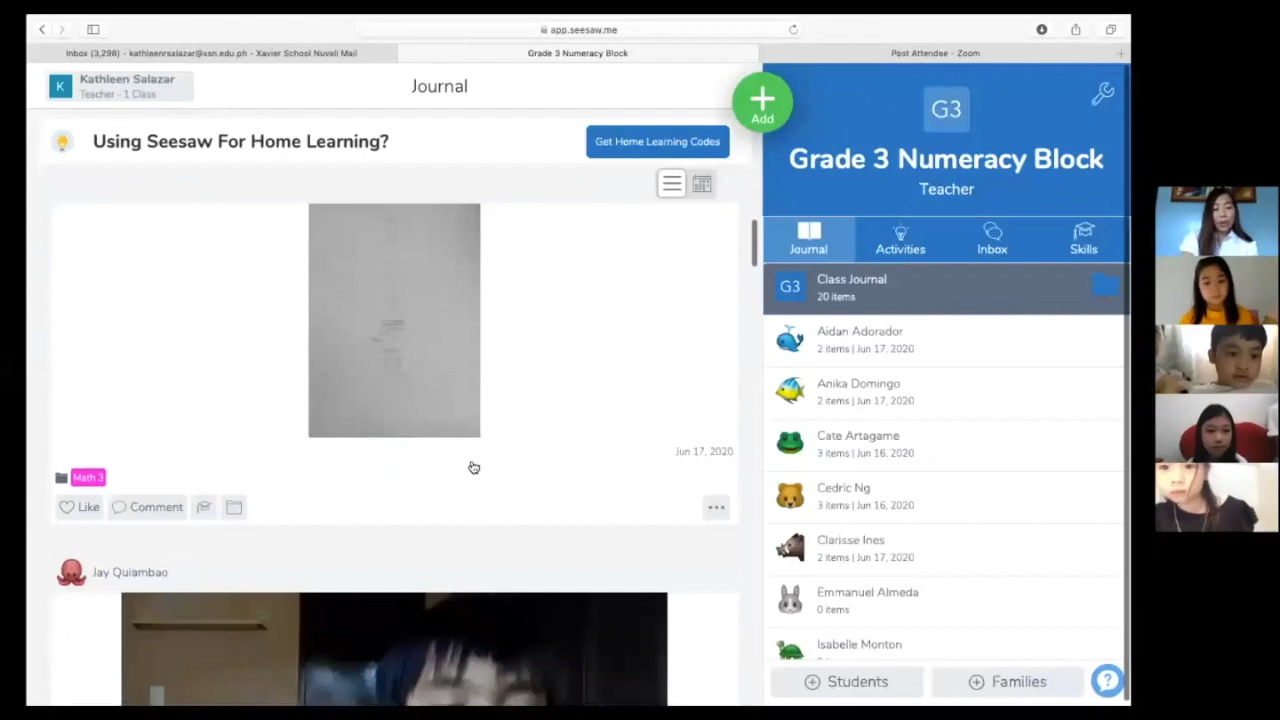 app.seesaw.me
Inbox (3,298) - kathleenrsalazar@xsn.edu.ph - Xavier School Nuvali Mail
Grade 3 Numeracy Block
Post Attendee - Zoom
K
Kathleen Salazar
Teacher - 1 Class
Journal
Add
Using Seesaw For Home Learning?
Get Home Learning Codes
Jun 17, 2020
Math 3
Like
Comment
Jay Quiambao
G3
Grade 3 Numeracy Block
Teacher
Journal
Activities
Inbox
Skills
G3
Class Journal
20 items
Aidan Adorador
2 items | Jun 17, 2020
Anika Domingo
2 items | Jun 17, 2020
Cate Artagame
3 items | Jun 16, 2020
Cedric Ng
3 items | Jun 16, 2020
Clarisse Ines
2 items | Jun 17, 2020
Emmanuel Almeda
0 items
Isabelle Monton
Students
Families
?